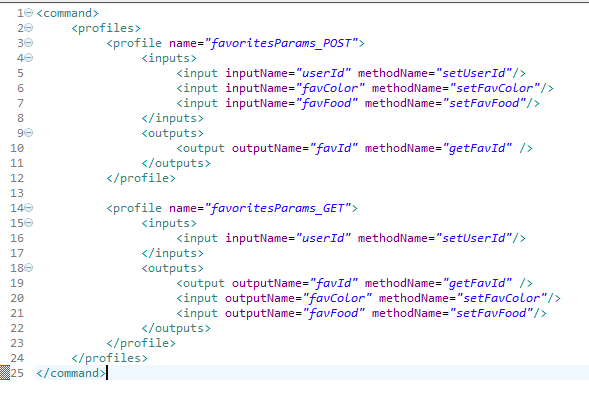 1 <command>
2     <profiles>
3         <profile name="favoritesParams_POST">
4             <inputs>
5                 <input inputName="userId" methodName="setUserId"/>
6                 <input inputName="favColor" methodName="setFavColor"/>
7                 <input inputName="favFood" methodName="setFavFood"/>
8             </inputs>
9             <outputs>
10                 <output outputName="favId" methodName="getFavId" />
11             </outputs>
12         </profile>
13
14         <profile name="favoritesParams_GET">
15             <inputs>
16                 <input inputName="userId" methodName="setUserId"/>
17             </inputs>
18             <outputs>
19                 <output outputName="favId" methodName="getFavId" />
20                 <input outputName="favColor" methodName="setFavColor"/>
21                 <input outputName="favFood" methodName="setFavFood"/>
22             </outputs>
23         </profile>
24     </profiles>
25 </command>